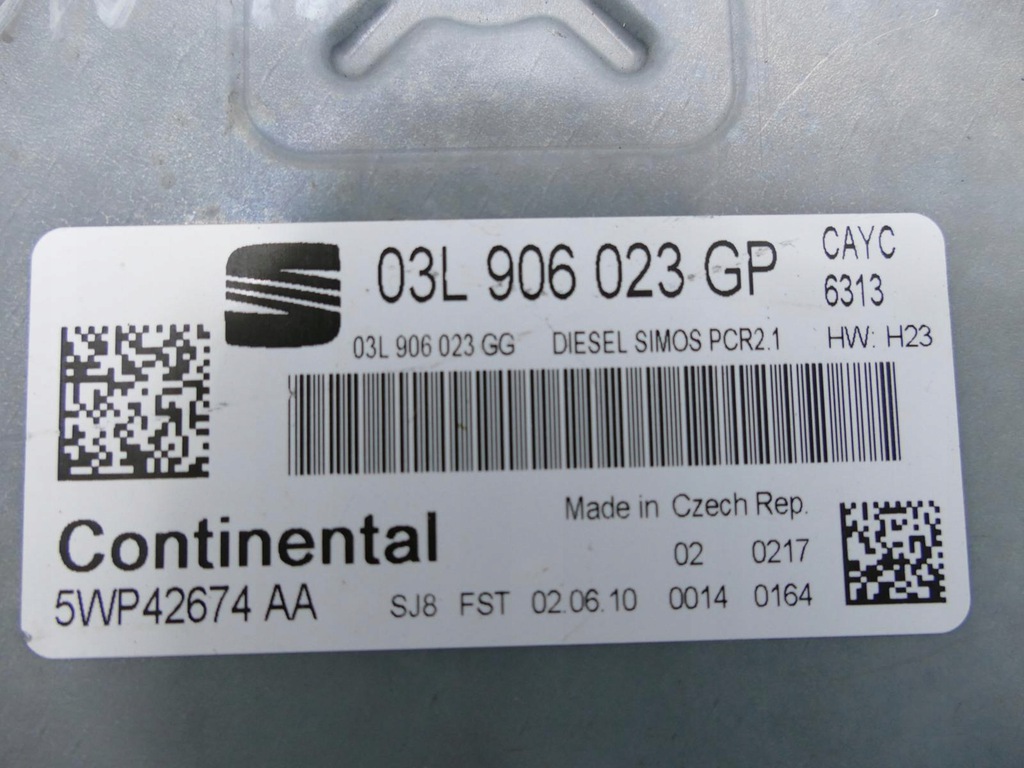 03L 906 023 GP
CAYC
6313
03L 906 023 GG DIESEL SIMOS PCR2.1 HW: H23
Made in Czech Rep.
Continental
02 0217
5WP42674 AA SJ8 FST 02.06.10 0014 0164